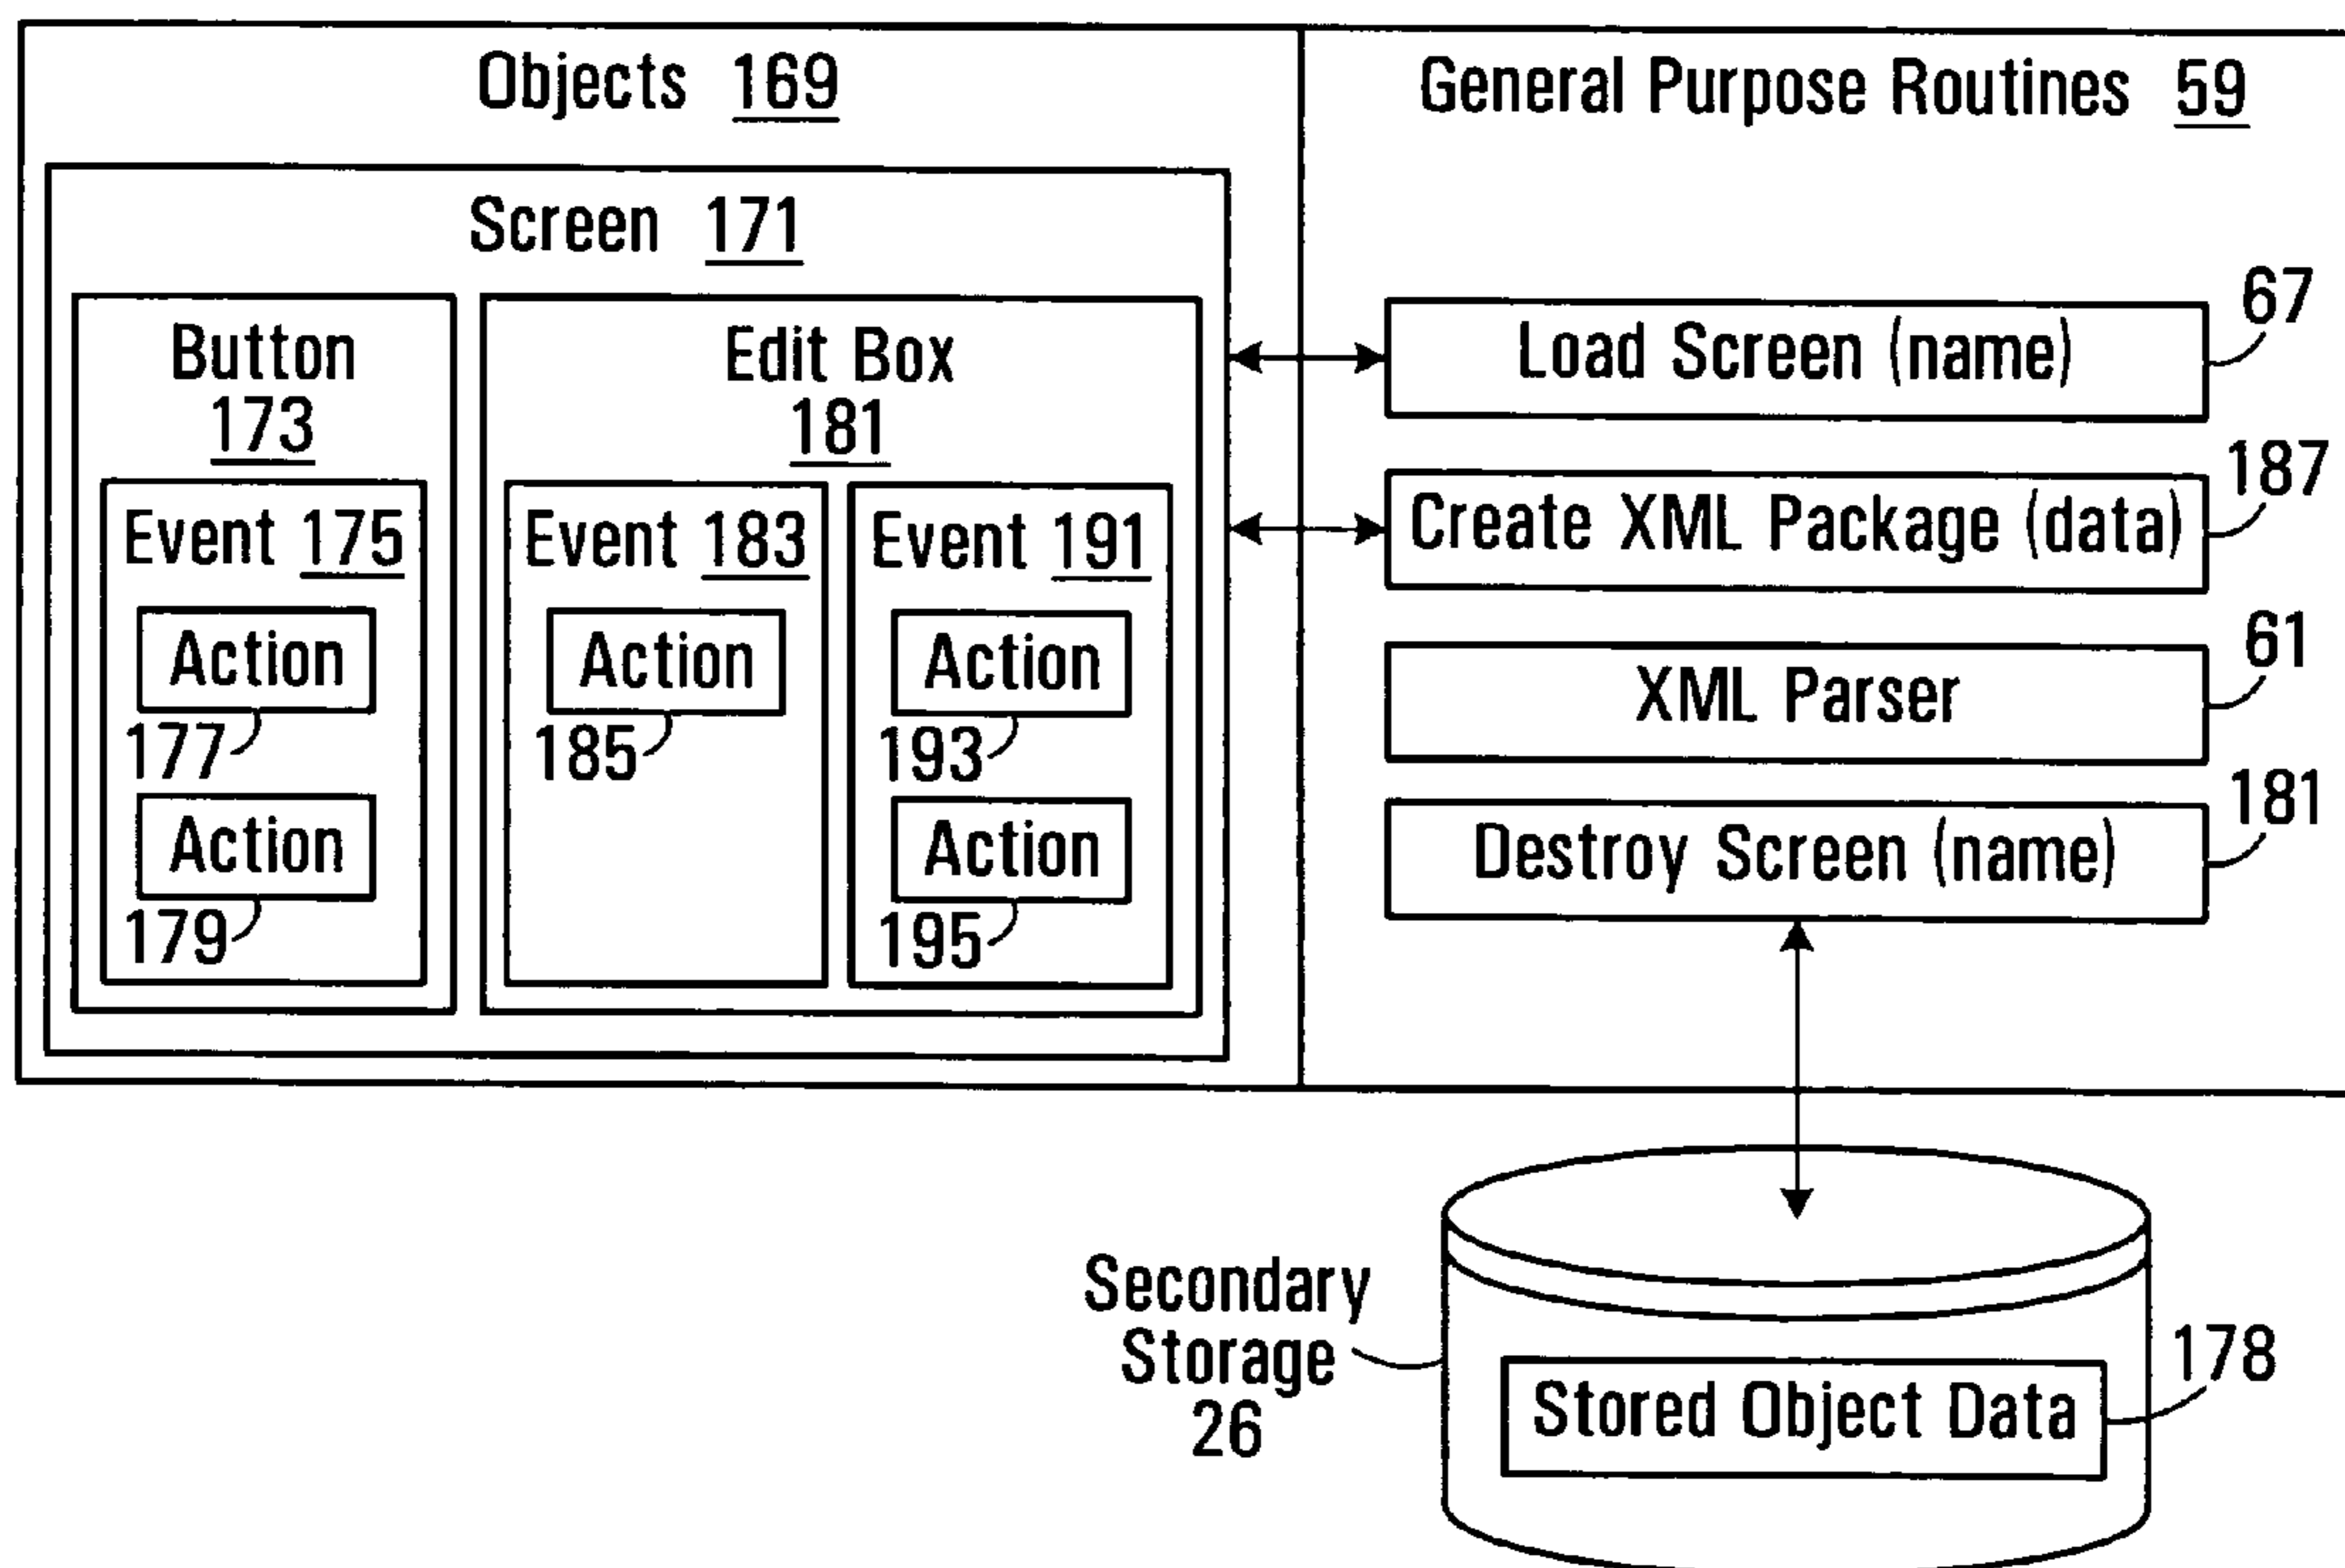 Objects 169
Screen 171
Button
173
Event 175
Action
177
Action
179
Edit Box
181
Event 183
Action
185
Event 191
Action
193
Action
195
General Purpose Routines 59
Load Screen (name)
67
Create XML Package (data)
187
XML Parser
61
Destroy Screen (name)
181
Secondary
Storage
26
Stored Object Data
178